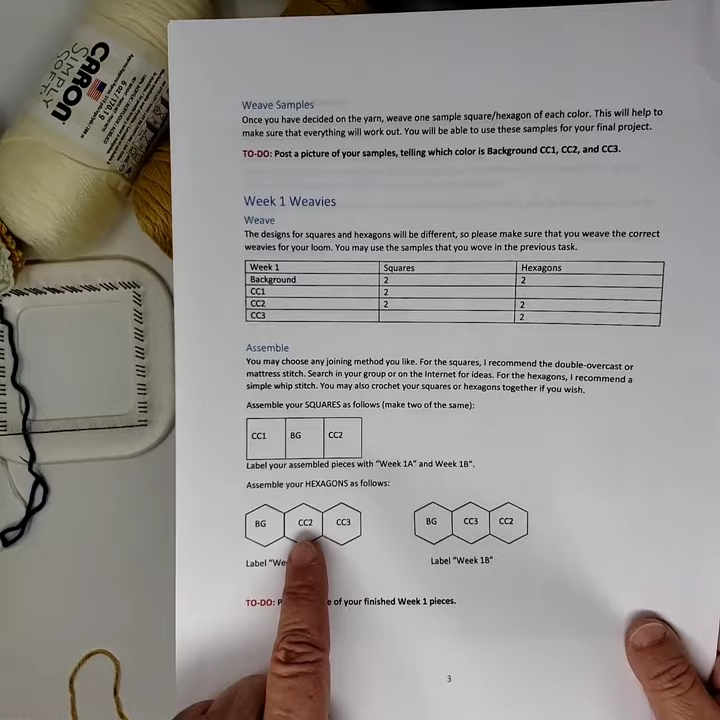 CARON
SIMPLY
SOFT
6 oz / 170.1 g
Weave Samples
Once you have decided on the yarn, weave one sample square/hexagon of each color. This will help to
make sure that everything will work out. You will be able to use these samples for your final project.
TO-DO: Post a picture of your samples, telling which color is Background CC1, CC2, and CC3.
Week 1 Weavies
Weave
The designs for squares and hexagons will be different, so please make sure that you weave the correct
weavies for your loom. You may use the samples that you wove in the previous task.
Week 1 Squares Hexagons
Background 2 2
CC1 2
CC2 2 2
CC3 2
Assemble
You may choose any joining method you like. For the squares, I recommend the double-overcast or
mattress stitch. Search in your group or on the Internet for ideas. For the hexagons, I recommend a
simple whip stitch. You may also crochet your squares or hexagons together if you wish.
Assemble your SQUARES as follows (make two of the same):
CC1 BG CC2
Label your assembled pieces with "Week 1A" and Week 1B".
Assemble your HEXAGONS as follows:
BG CC2 CC3 BG CC3 CC2
Label "We Label "Week 1B"
TO-DO: P e of your finished Week 1 pieces.
3